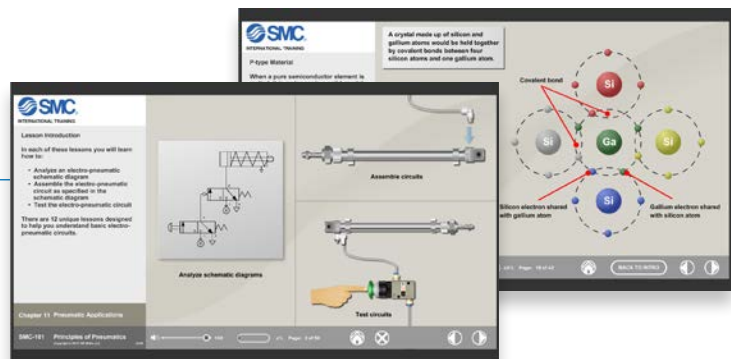 SMC.
INTERNATIONAL TRAINING
P-type Material
When a pure semiconductor element is
A crystal made up of silicon and
gallium atoms would be held together
by covalent bonds between four
silicon atoms and one gallium atom.
Covalent bond
Si
Si
Ga
Si
Si
Silicon electron shared
with gallium atom
Gallium electron shared
with silicon atom
BACK TO INTRO
SMC.
INTERNATIONAL TRAINING
Lesson Introduction
In each of these lessons you will learn
how to:
• Analyze an electro-pneumatic
schematic diagram
• Assemble the electro-pneumatic
circuit as specified in the
schematic diagram
• Test the electro-pneumatic circuit
There are 12 unique lessons designed
to help you understand basic electro-
pneumatic circuits.
Analyze schematic diagrams
Assemble circuits
Test circuits
Chapter 11 Pneumatic Applications
SMC-101 Principles of Pneumatics